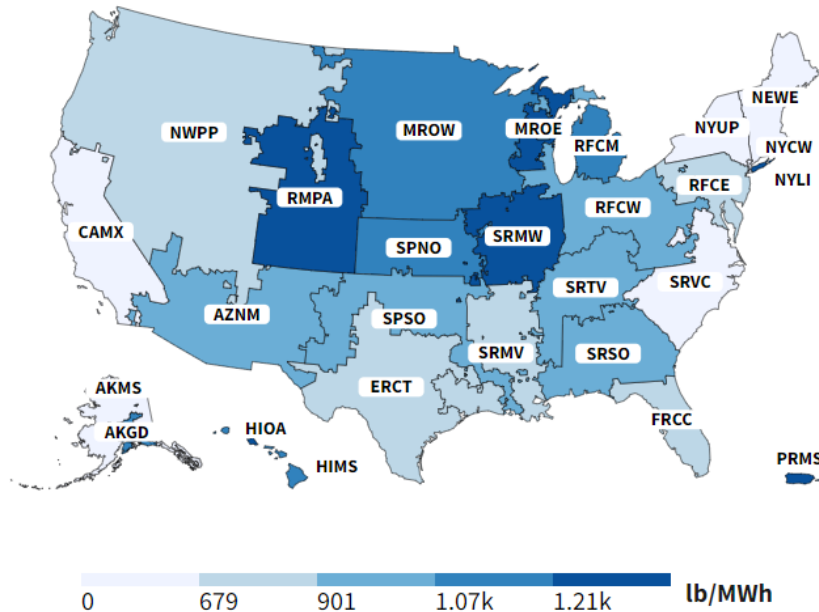 NEWE
NWPP
MROW
MROE
NYUP
RFCM
NYCW
NYLI
RFCE
RMPA
RFCW
CAMX
SPNO
SRMW
SRVC
SRTV
AZNM
SPSO
SRMV
SRSO
ERCT
AKMS
FRCC
AKGD
HIOA
HIMS
PRMS
0 679 901 1.07k 1.21k lb/MWh